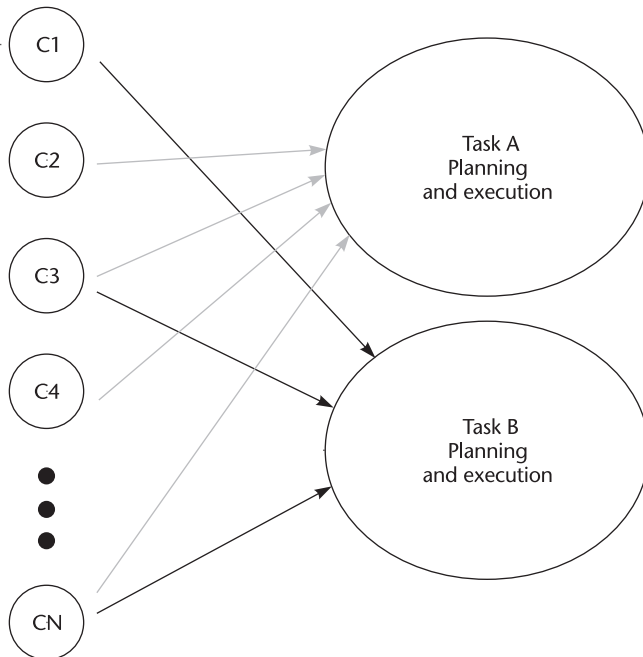 C1
C2
C3
C4
CN
Task A
Planning
and execution
Task B
Planning
and execution